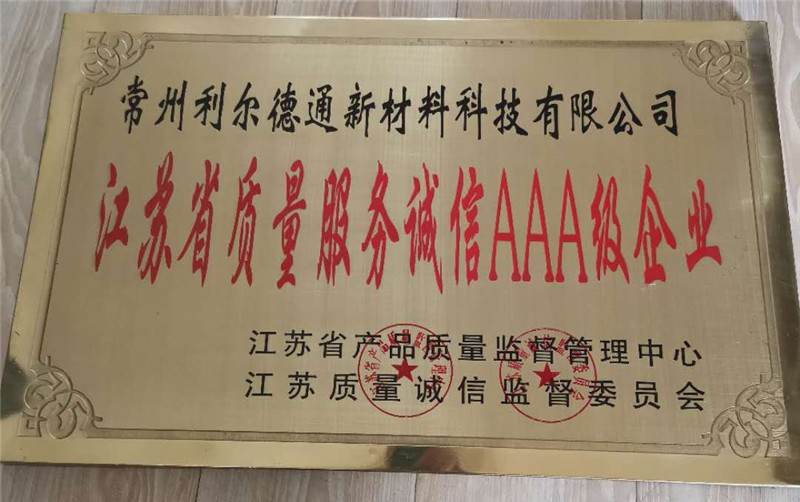 常州利尔德通新材料科技有限公司
江苏省质量服务诚信AAA级企业
江苏省产品质量监督管理中心
江苏质量诚信监督委员会